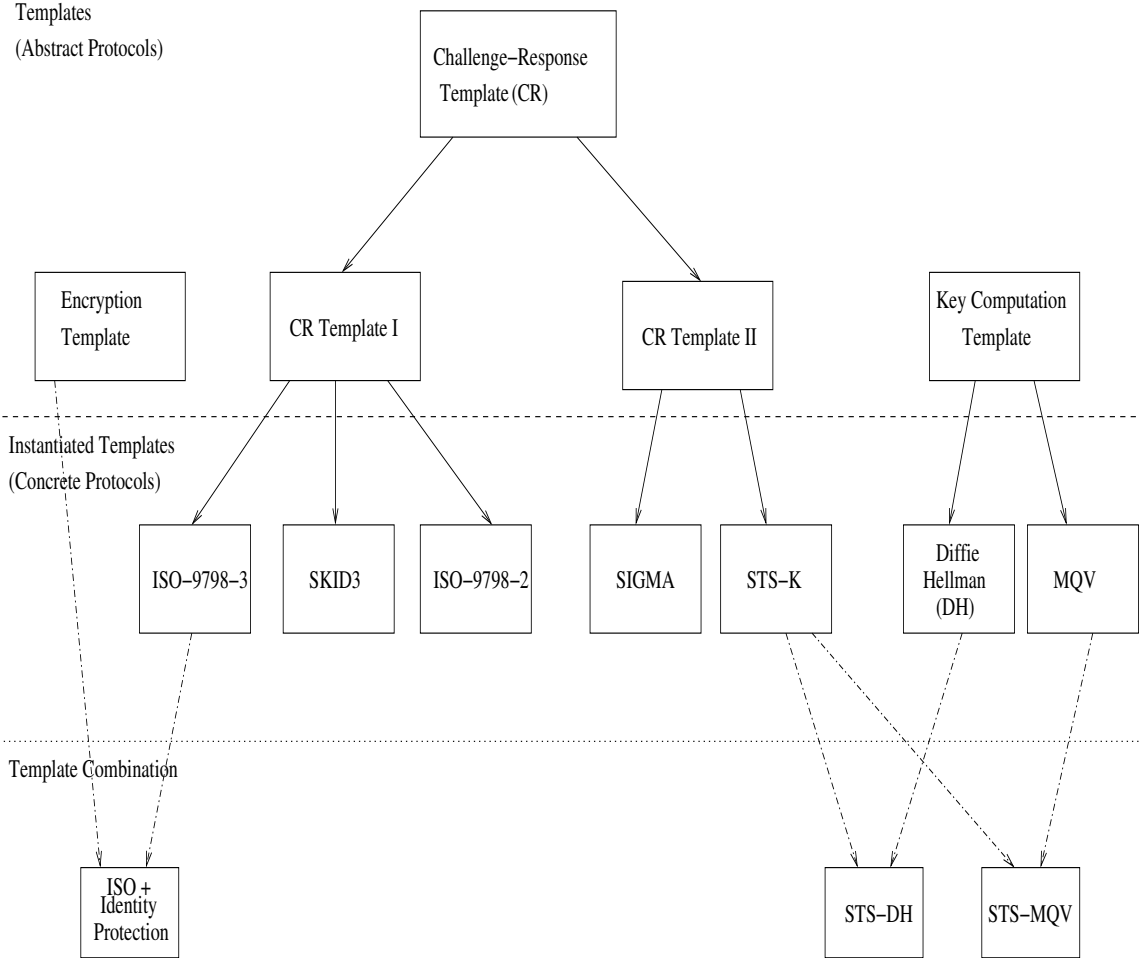 Templates
(Abstract Protocols)
Challenge−Response
Template (CR)
Encryption
Template
CR Template I
CR Template II
Key Computation
Template
Instantiated Templates
(Concrete Protocols)
ISO−9798−3
SKID3
ISO−9798−2
SIGMA
STS−K
Diffie
Hellman
(DH)
MQV
Template Combination
ISO +
Identity
Protection
STS−DH
STS−MQV